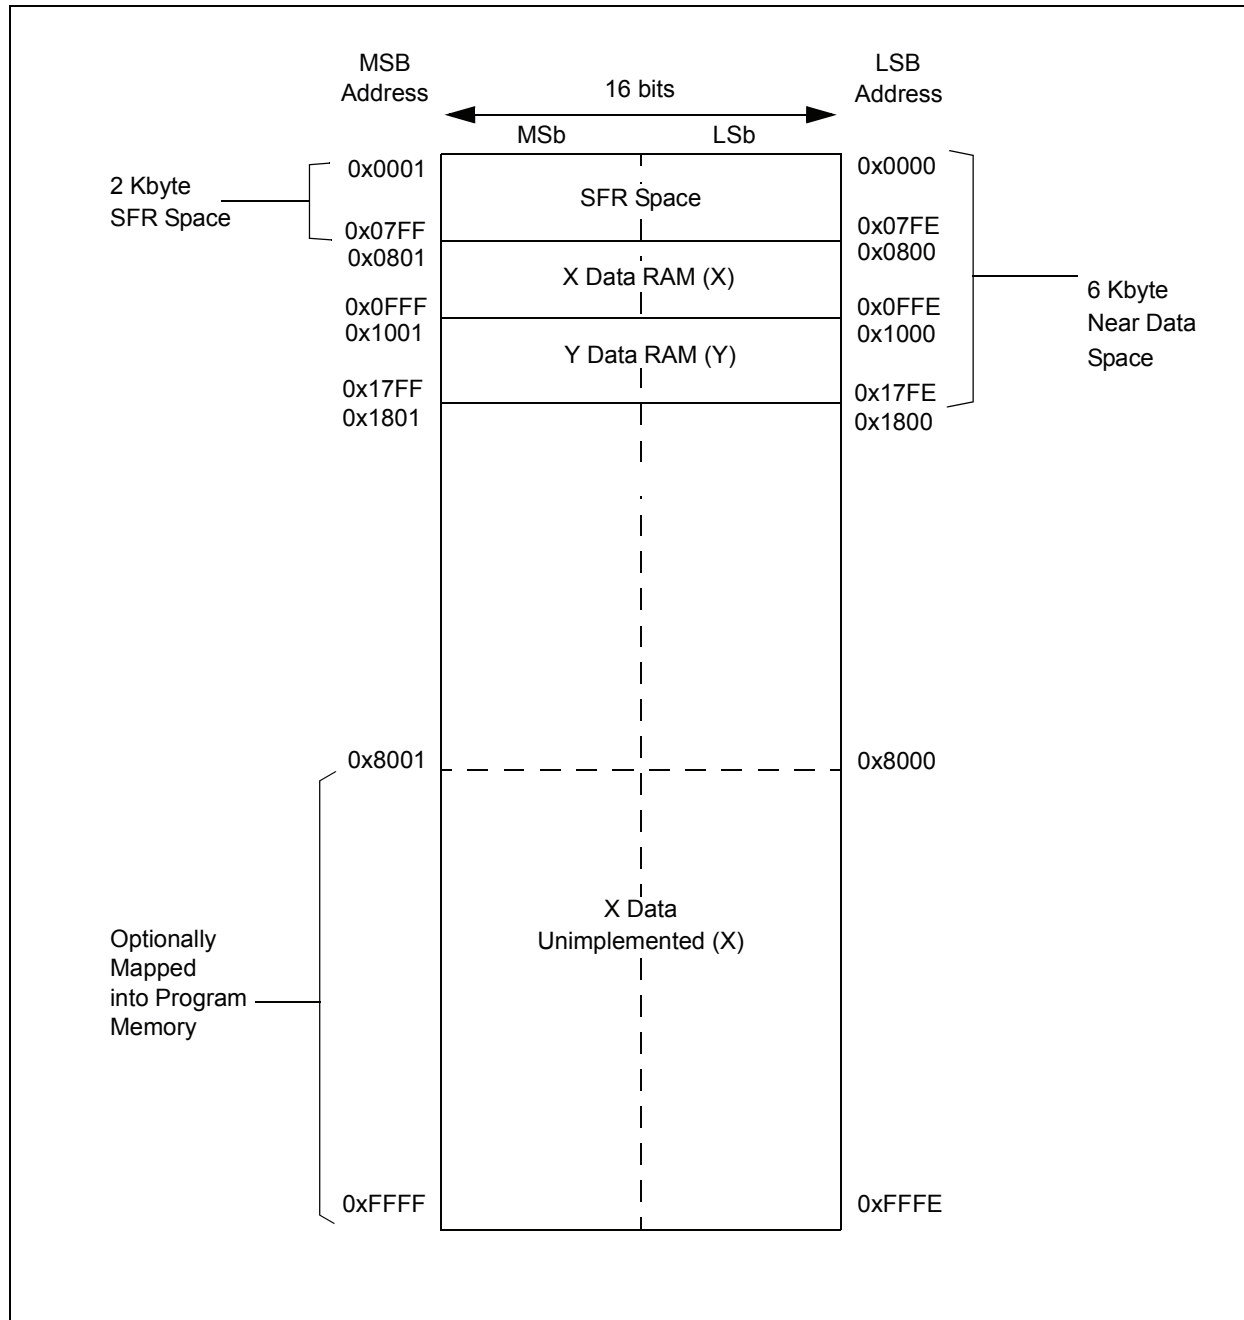 MSB
Address
LSB
Address
16 bits
MSb
LSb
0x0001
0x0000
2 Kbyte
SFR Space
SFR Space
0x07FF
0x07FE
0x0801
0x0800
X Data RAM (X)
0x0FFF
0x0FFE
0x1001
0x1000
6 Kbyte
Near Data
Space
Y Data RAM (Y)
0x17FF
0x17FE
0x1801
0x1800
0x8001
0x8000
X Data
Unimplemented (X)
Optionally
Mapped
into Program
Memory
0xFFFF
0xFFFE